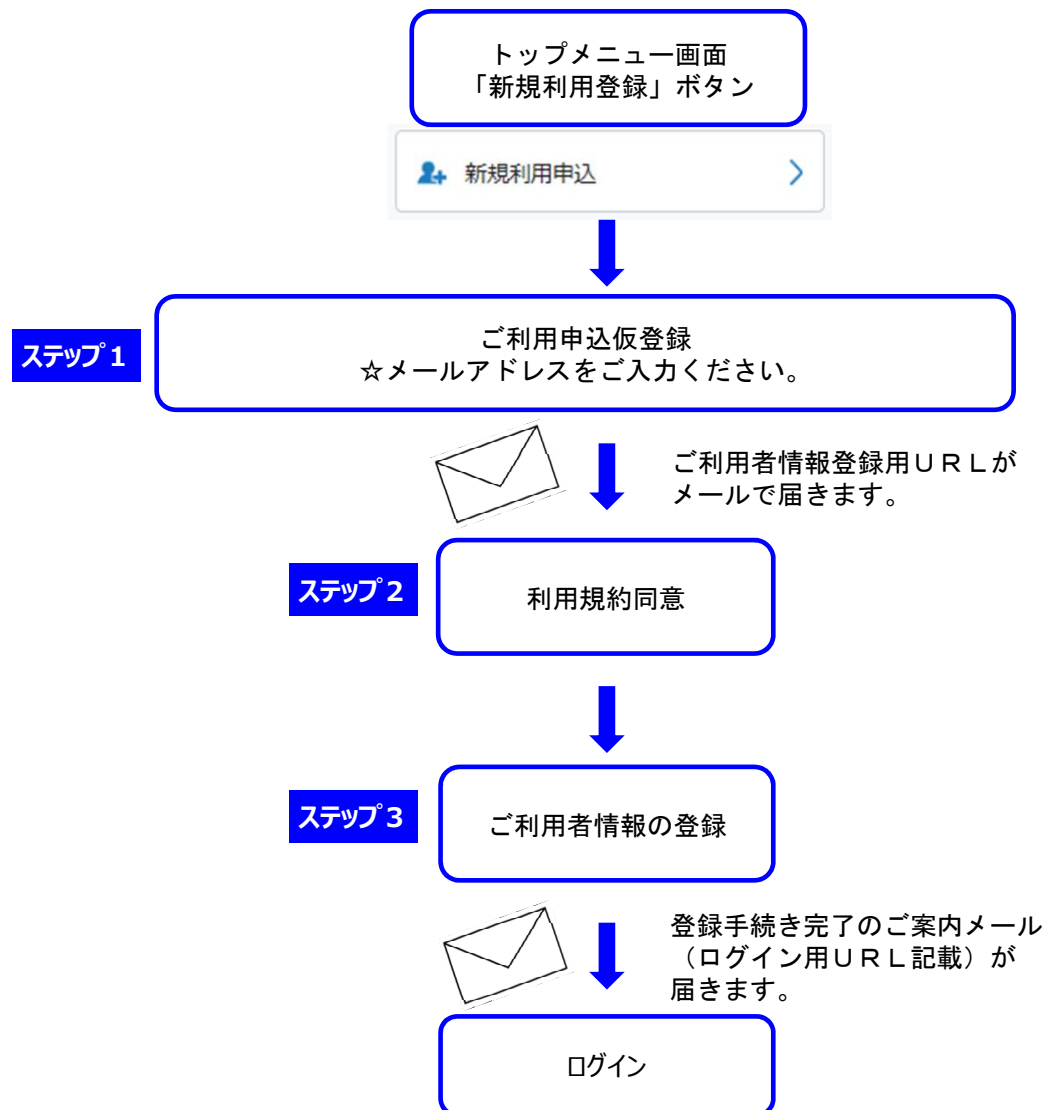 トップメニュー画面
「新規利用登録」ボタン
新規利用申込
ステップ１
ご利用申込仮登録
☆メールアドレスをご入力ください。
ご利用者情報登録用ＵＲＬが
メールで届きます。
ステップ２
利用規約同意
ステップ３
ご利用者情報の登録
登録手続き完了のご案内メール
（ログイン用ＵＲＬ記載）が
届きます。
ログイン